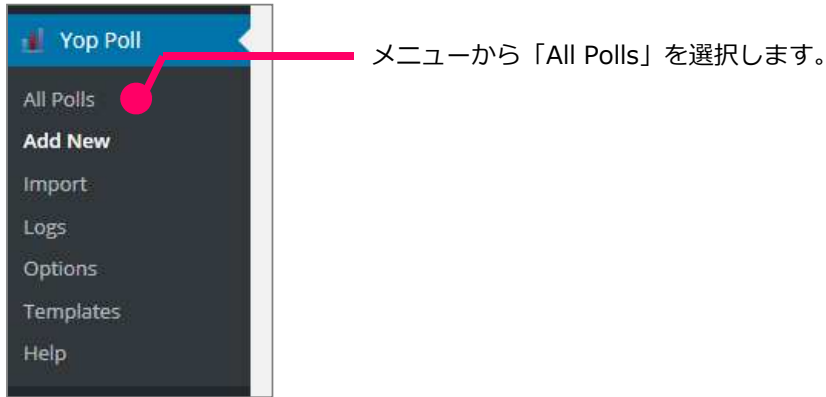 Yop Poll
メニューから「All Polls」を選択します。
All Polls
Add New
Import
Logs
Options
Templates
Help